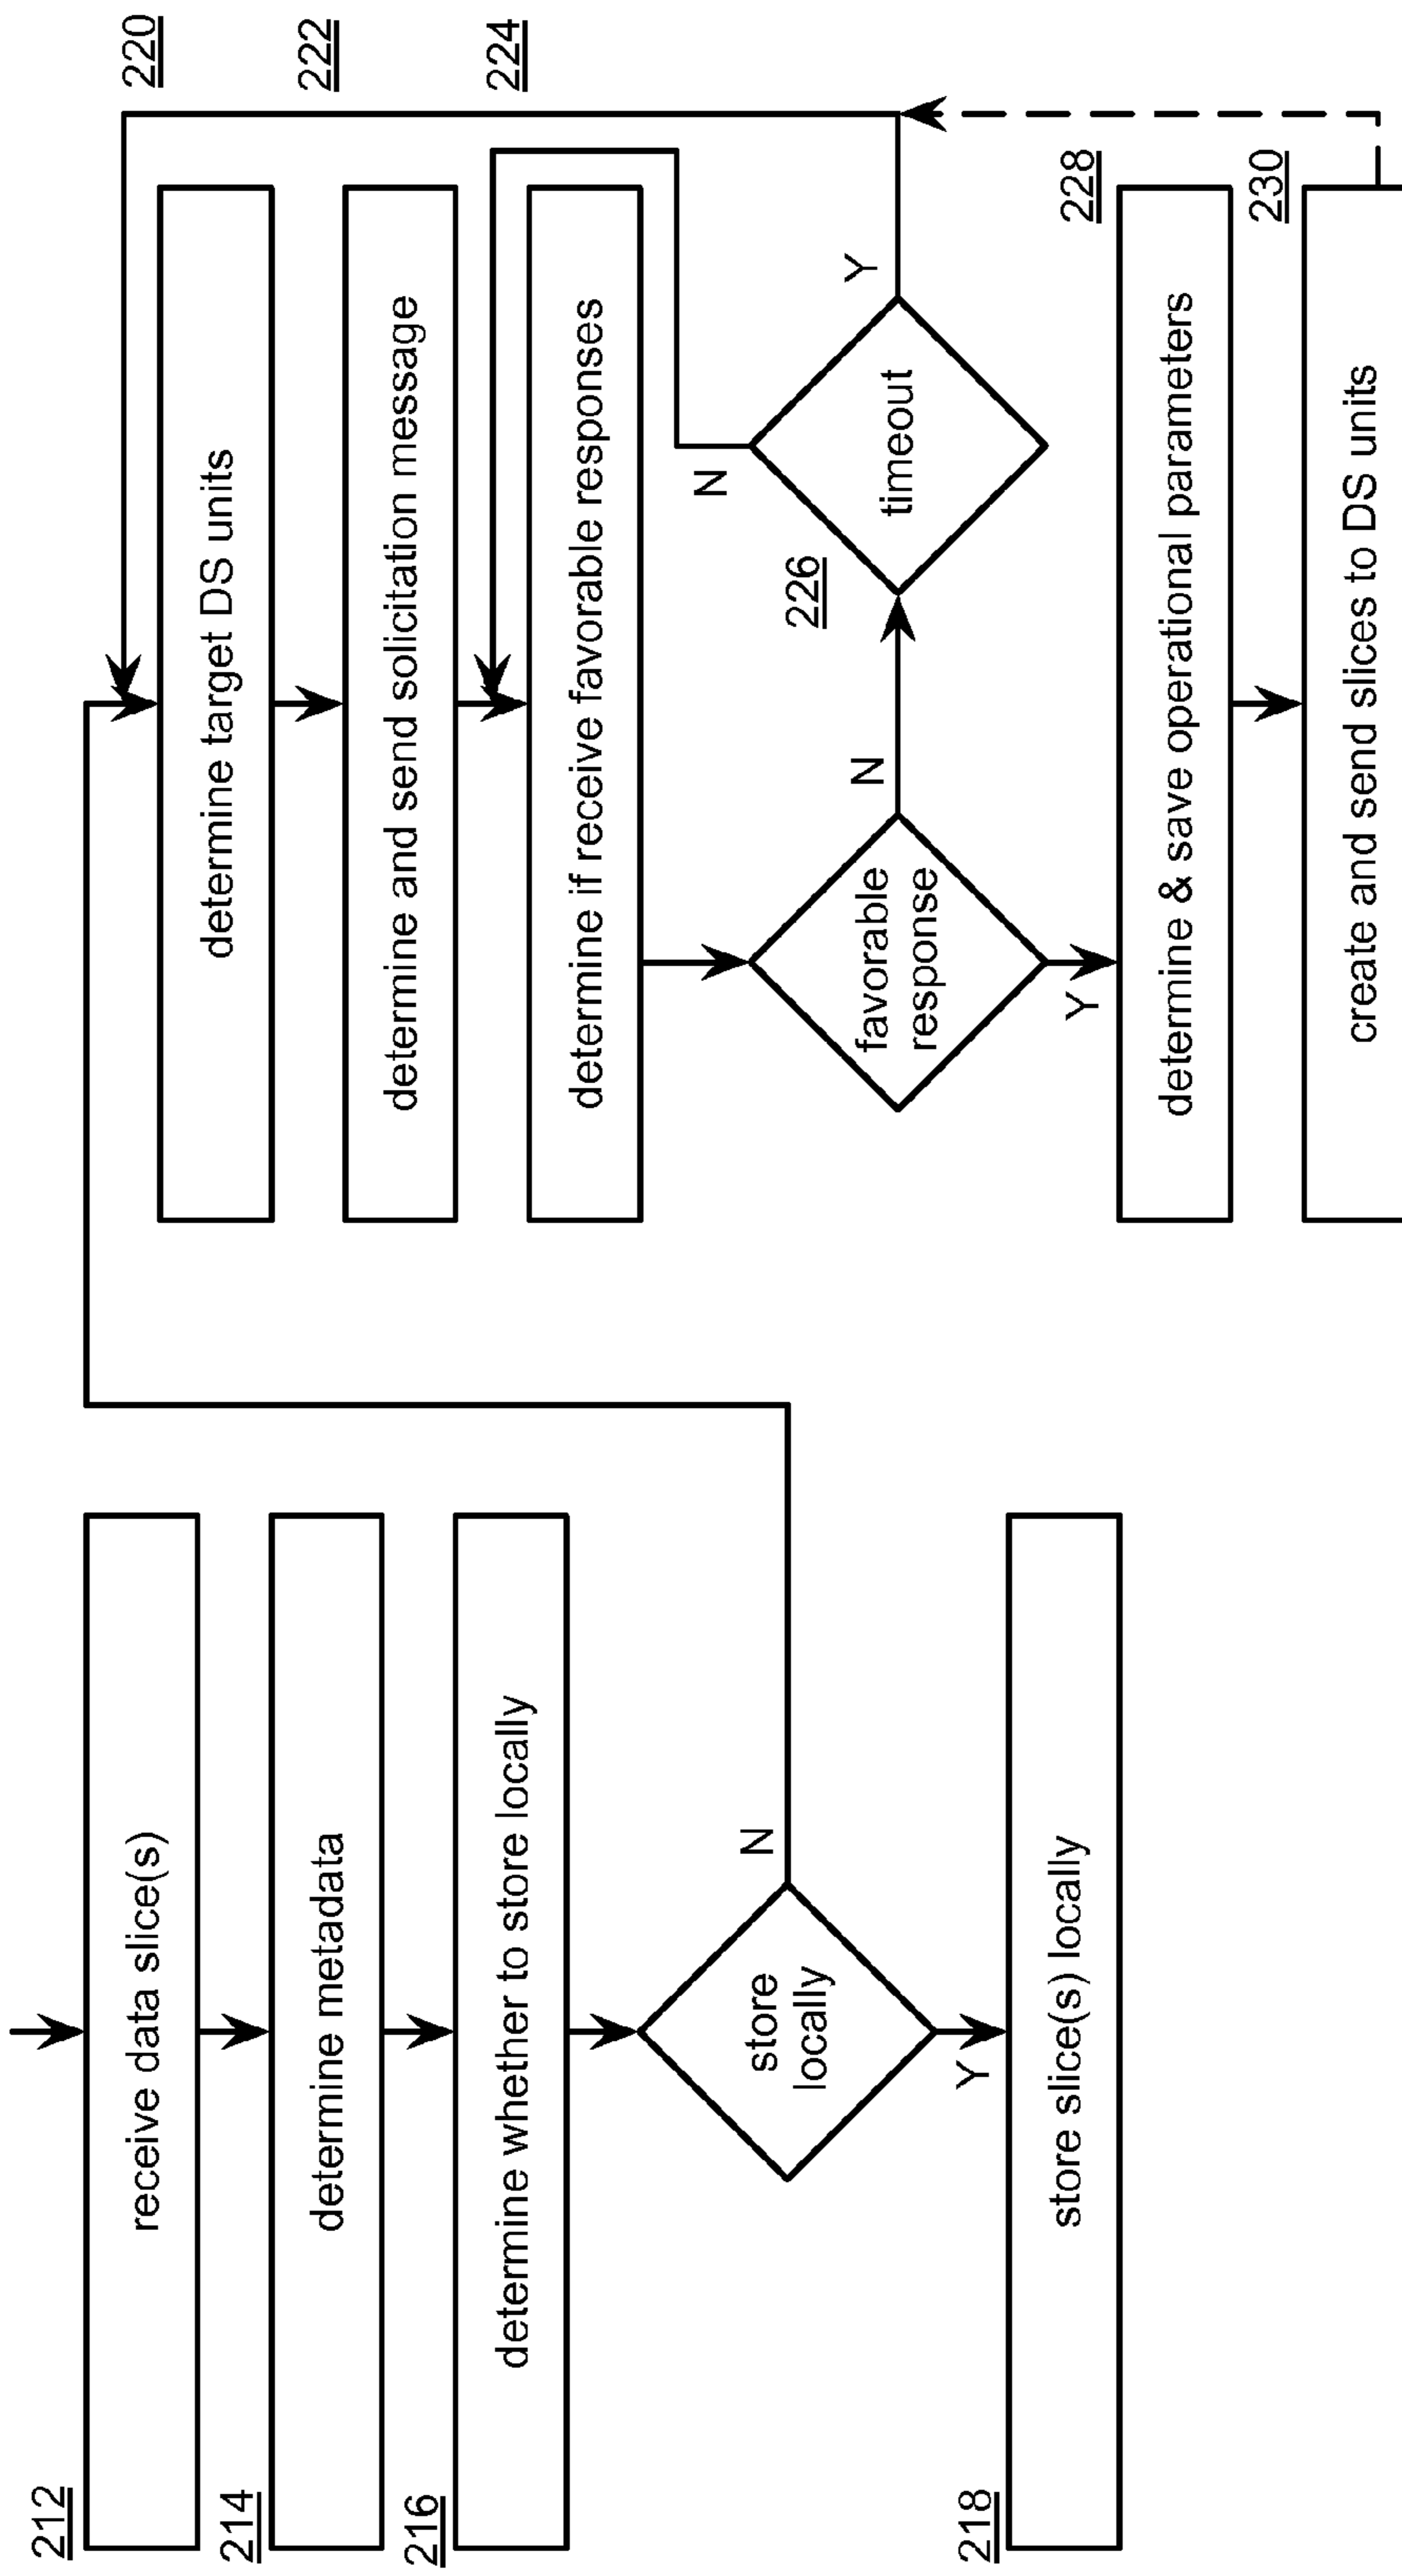 212
receive data slice(s)
214
determine metadata
216
determine whether to store locally
store
locally
N
Y
218
store slice(s) locally
220
determine target DS units
222
determine and send solicitation message
224
determine if receive favorable responses
favorable
response
N
Y
226
timeout
N
Y
228
determine & save operational parameters
230
create and send slices to DS units